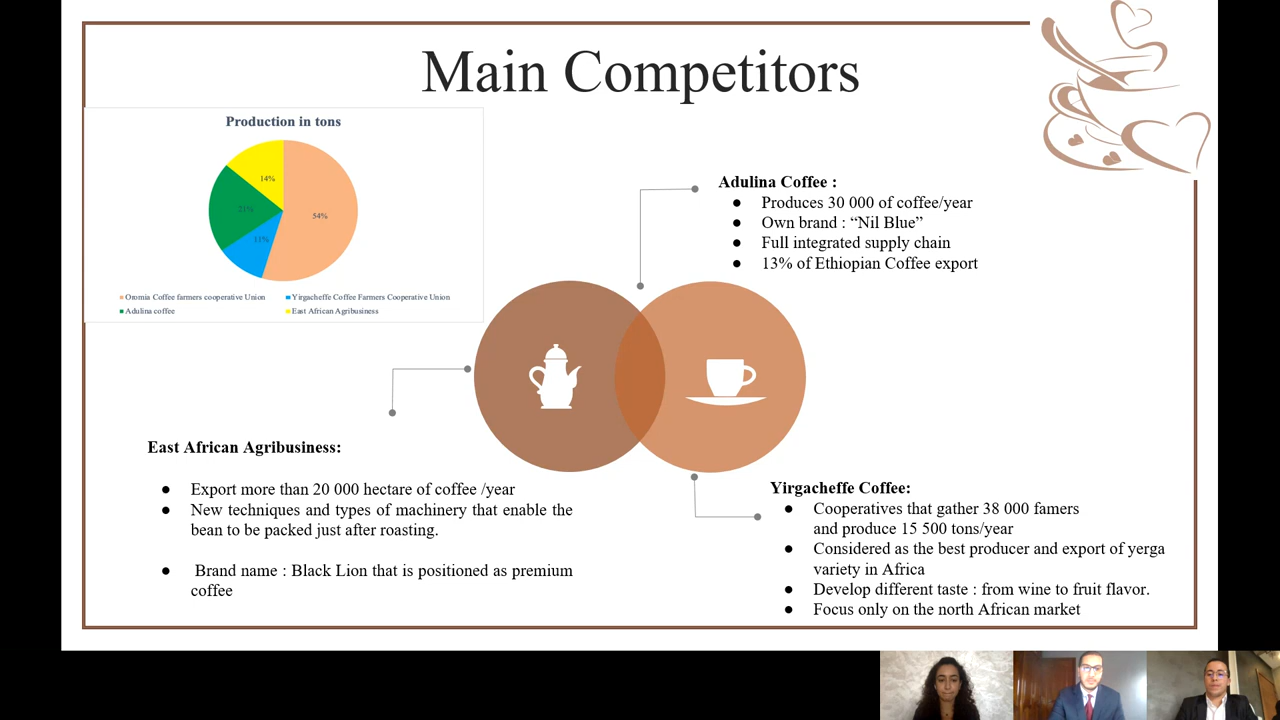 Main Competitors
Production in tons
14%
21%
54%
11%
Oromia Coffee farmers cooperative Union
Yirgacheffe Coffee Farmers Cooperative Union
Adulina coffee
East African Agribusiness
Adulina Coffee :
● Produces 30 000 of coffee/year
● Own brand : “Nil Blue”
● Full integrated supply chain
● 13% of Ethiopian Coffee export
East African Agribusiness:
● Export more than 20 000 hectare of coffee /year
● New techniques and types of machinery that enable the
bean to be packed just after roasting.
● Brand name : Black Lion that is positioned as premium
coffee
Yirgacheffe Coffee:
● Cooperatives that gather 38 000 famers
and produce 15 500 tons/year
● Considered as the best producer and export of yerga
variety in Africa
● Develop different taste : from wine to fruit flavor.
● Focus only on the north African market